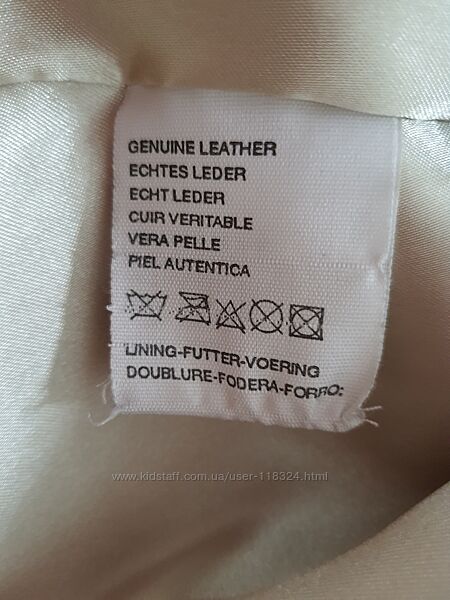 GENUINE LEATHER
ECHTES LEDER
ECHT LEDER
CUIR VERITABLE
VERA PELLE
PIEL AUTENTICA
LINING-FUTTER-VOERING
DOUBLURE-FODERA-FORRO:
www.kidstaff.com.ua/user-118324.html